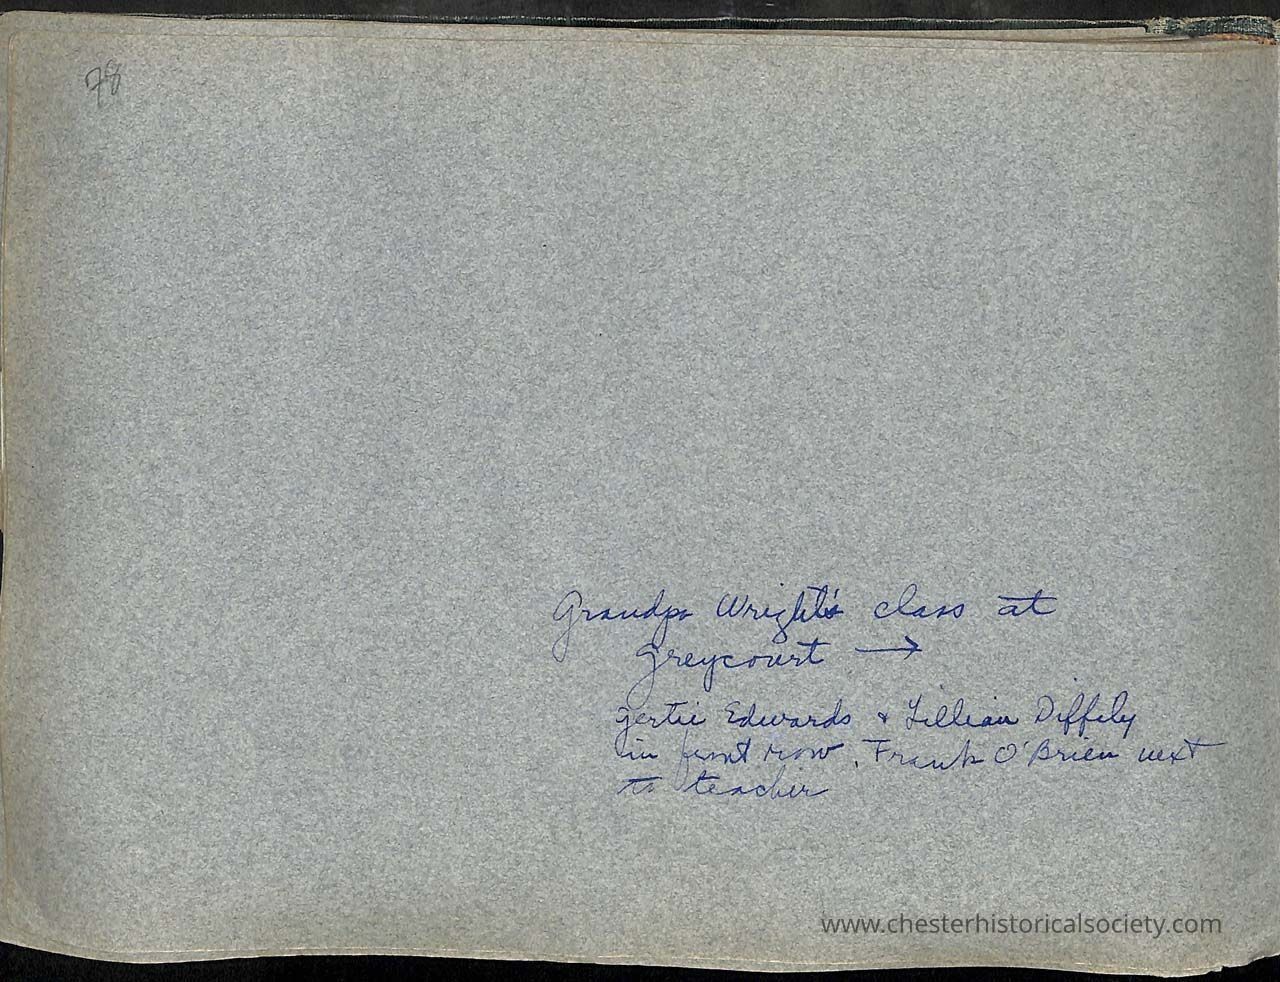 78
Grandpa Wright's class at
Greycourt →
Gertie Edwards + Lillian Diffily
in front row. Frank O'Brien next
to teacher
www.chesterhistoricalsociety.com